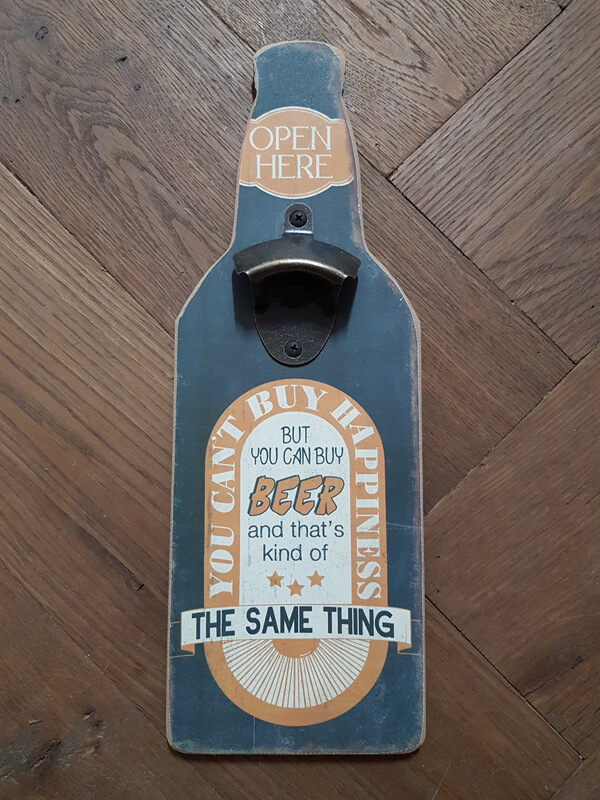 OPEN
HERE
YOU CAN'T BUY HAPPINESS
BUT
YOU CAN BUY
BEER
and that's
kind of
THE SAME THING